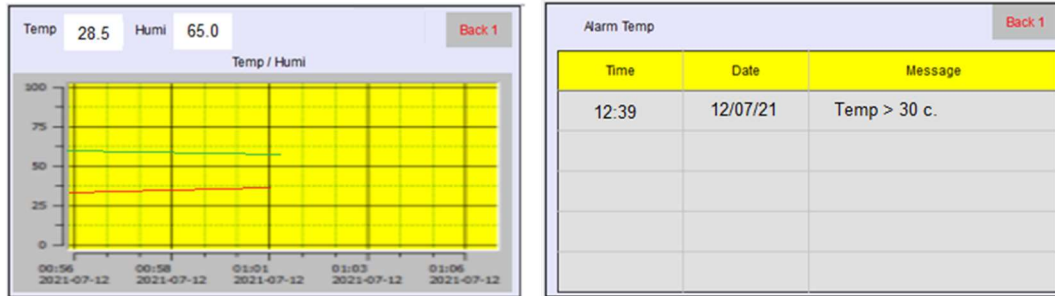 Temp 28.5 Humi 65.0 Back 1
Temp / Humi
100
75
50
25
0
00:56 00:58 01:01 01:03 01:06
2021-07-12 2021-07-12 2021-07-12 2021-07-12 2021-07-12
Alarm Temp Back 1
Time Date Message
12:39 12/07/21 Temp > 30 c.